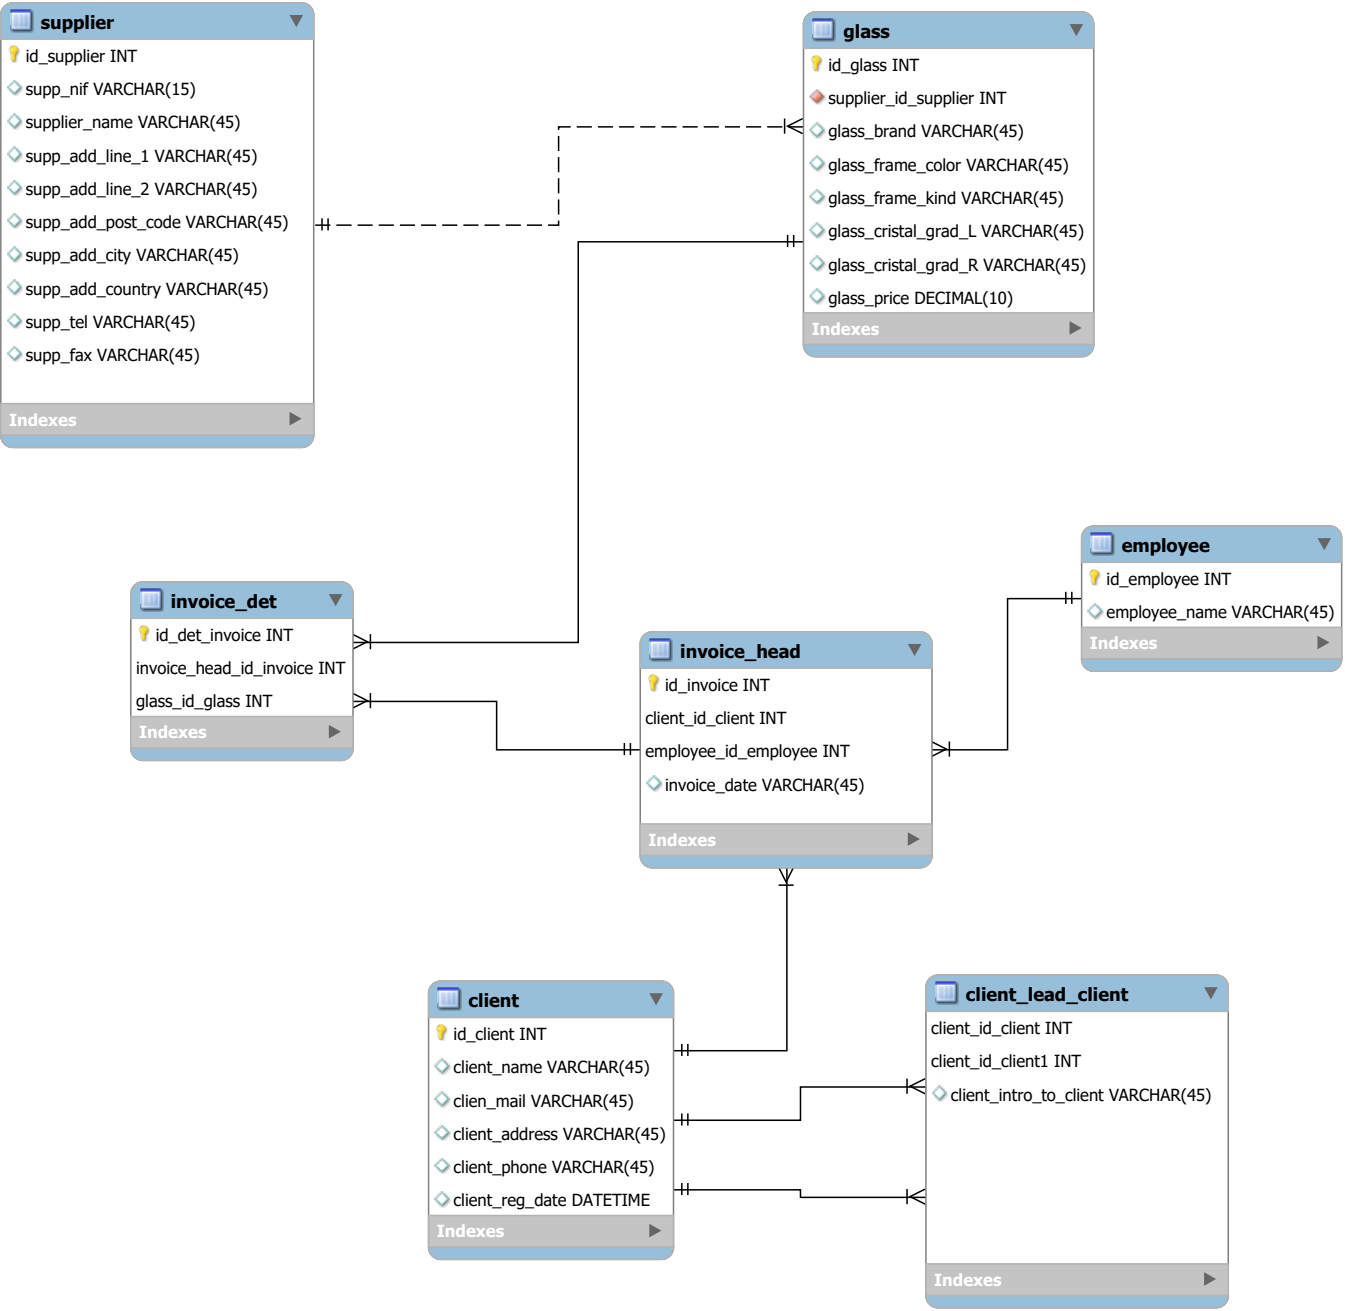 supplier
id_supplier INT
supp_nif VARCHAR(15)
supplier_name VARCHAR(45)
supp_add_line_1 VARCHAR(45)
supp_add_line_2 VARCHAR(45)
supp_add_post_code VARCHAR(45)
supp_add_city VARCHAR(45)
supp_add_country VARCHAR(45)
supp_tel VARCHAR(45)
supp_fax VARCHAR(45)
Indexes
glass
id_glass INT
supplier_id_supplier INT
glass_brand VARCHAR(45)
glass_frame_color VARCHAR(45)
glass_frame_kind VARCHAR(45)
glass_cristal_grad_L VARCHAR(45)
glass_cristal_grad_R VARCHAR(45)
glass_price DECIMAL(10)
Indexes
employee
id_employee INT
employee_name VARCHAR(45)
Indexes
invoice_det
id_det_invoice INT
invoice_head_id_invoice INT
glass_id_glass INT
Indexes
invoice_head
id_invoice INT
client_id_client INT
employee_id_employee INT
invoice_date VARCHAR(45)
Indexes
client
id_client INT
client_name VARCHAR(45)
clien_mail VARCHAR(45)
client_address VARCHAR(45)
client_phone VARCHAR(45)
client_reg_date DATETIME
Indexes
client_lead_client
client_id_client INT
client_id_client1 INT
client_intro_to_client VARCHAR(45)
Indexes